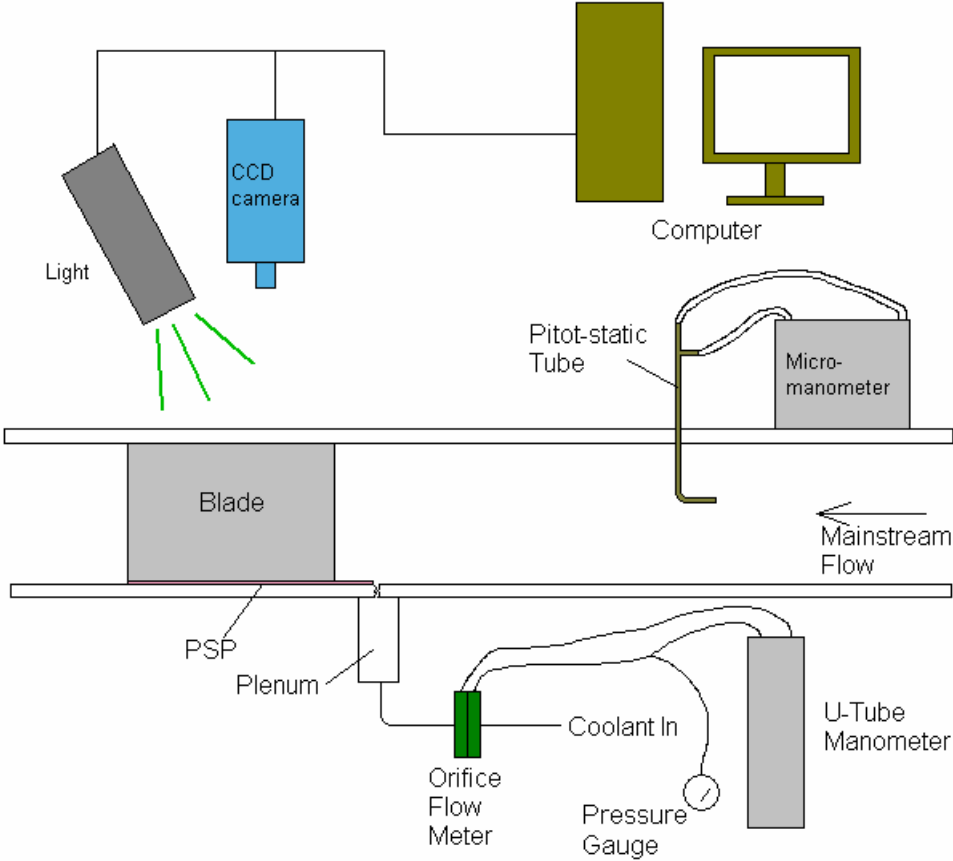 CCD
camera
Light
Computer
Pitot-static
Tube
Micro-
manometer
Blade
Mainstream
Flow
PSP
Plenum
Coolant In
U-Tube
Manometer
Orifice
Flow
Meter
Pressure
Gauge